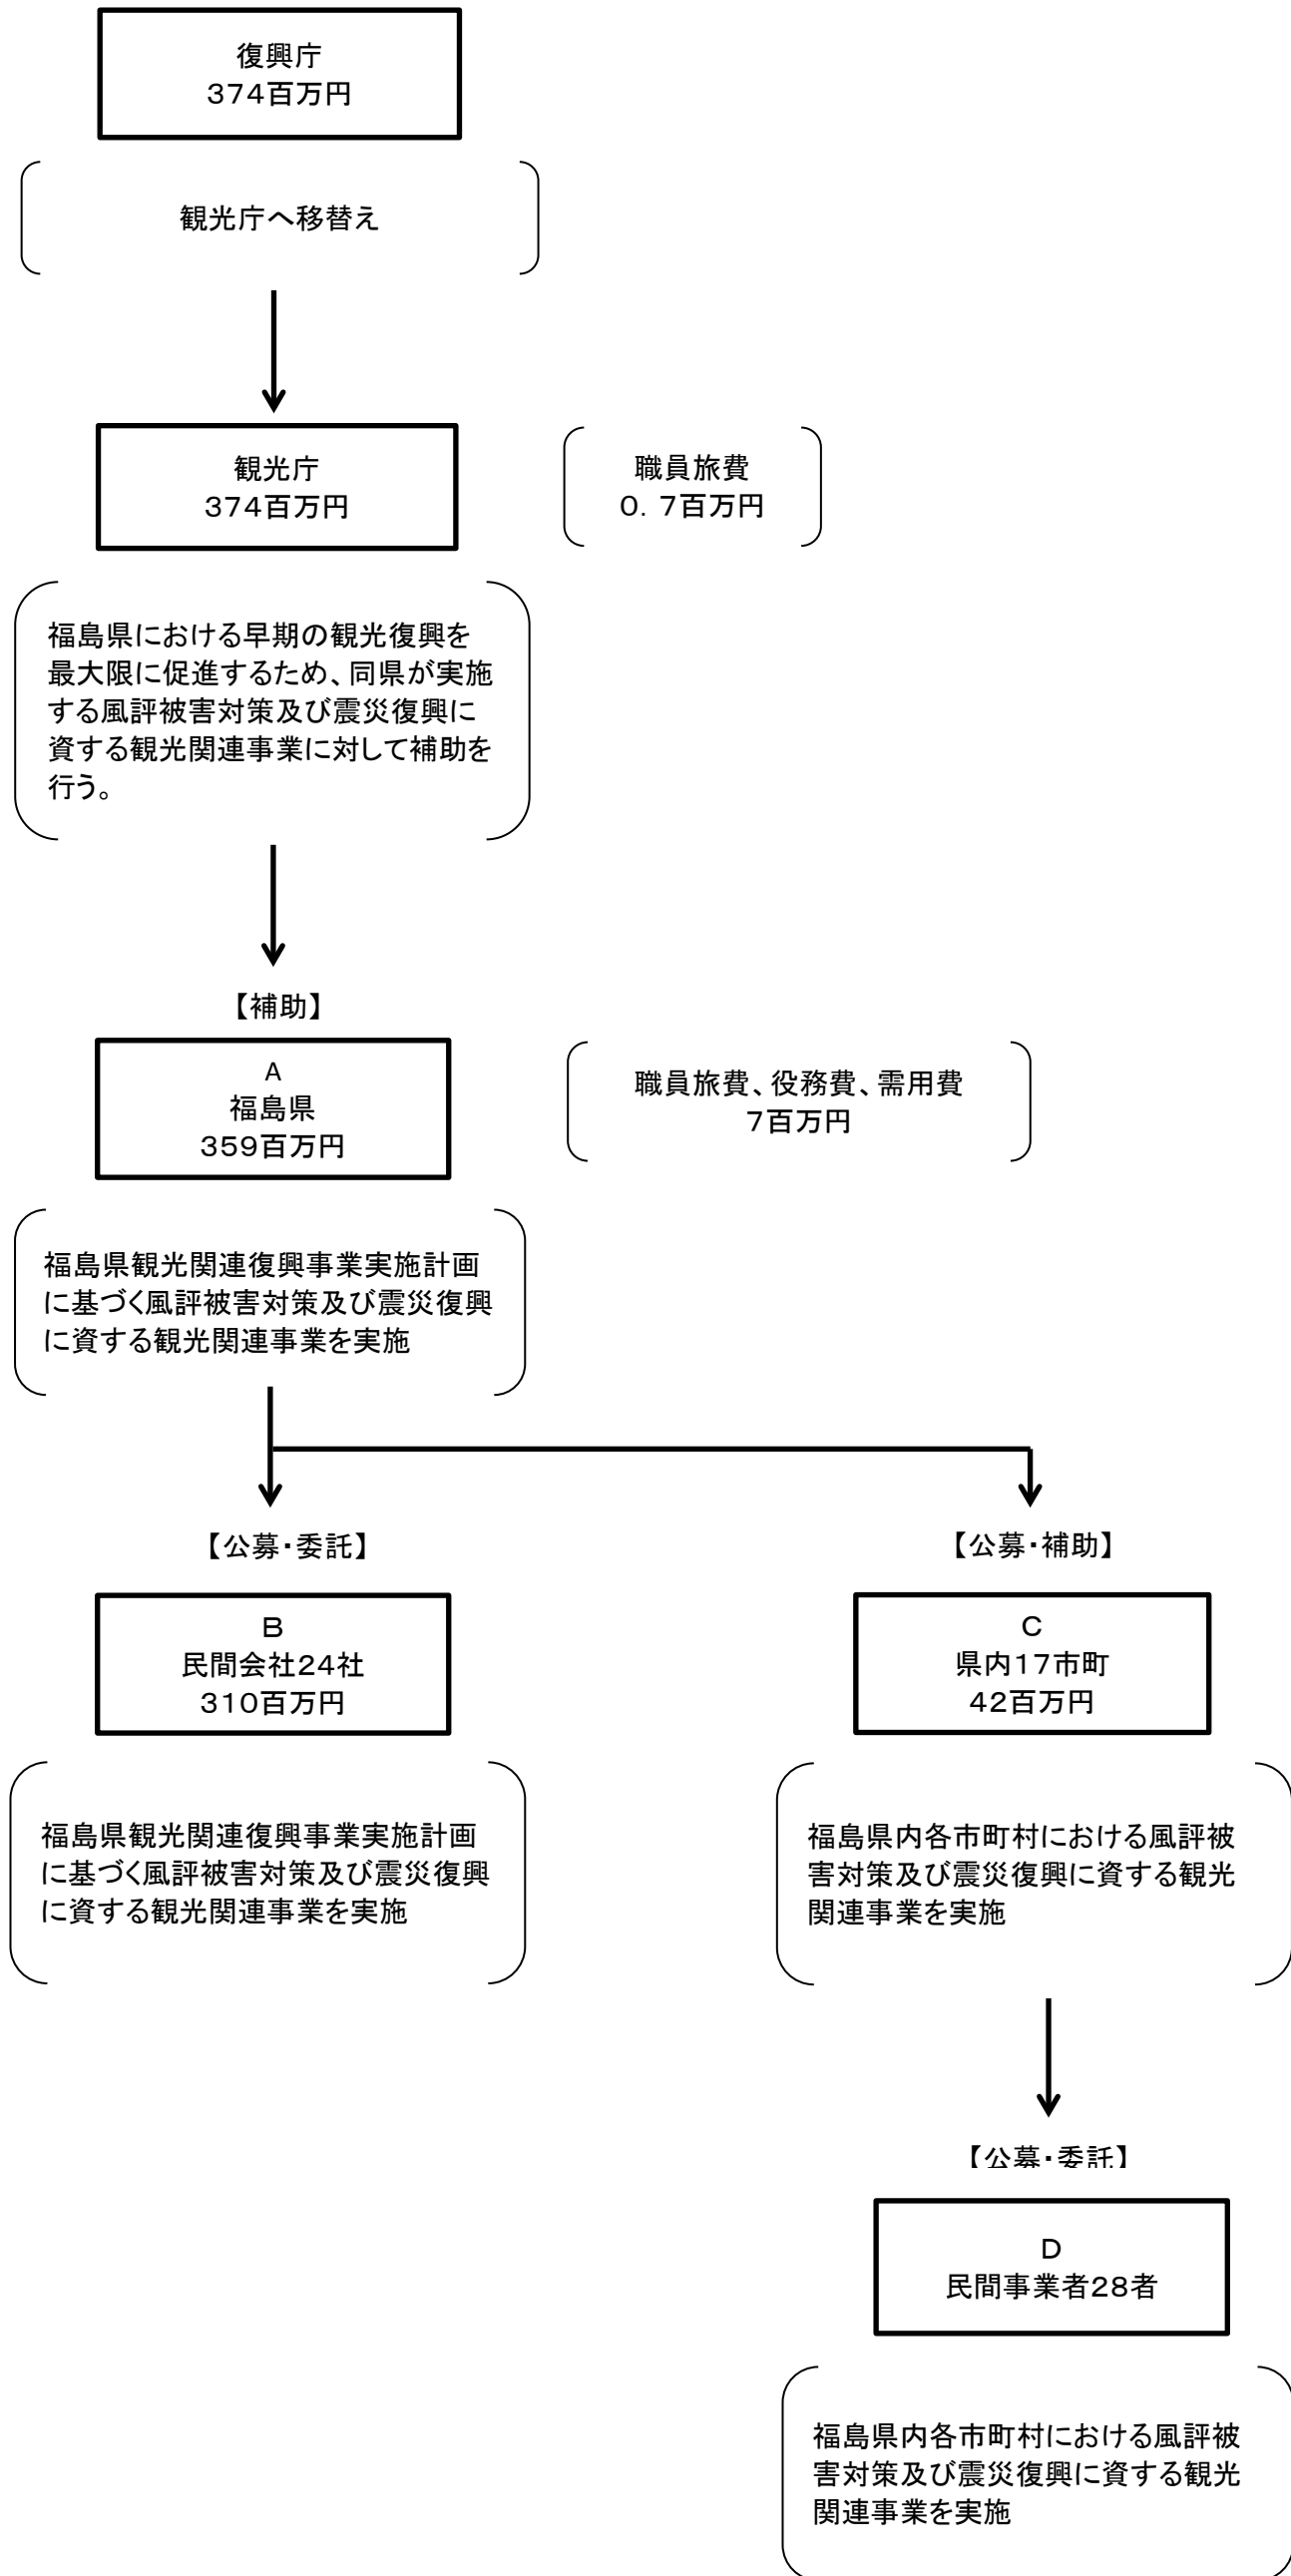 復興庁
374百万円
観光庁へ移替え
観光庁
374百万円
職員旅費
0．7百万円
福島県における早期の観光復興を
最大限に促進するため、同県が実施
する風評被害対策及び震災復興に
資する観光関連事業に対して補助を
行う。
【補助】
A
福島県
359百万円
職員旅費、役務費、需用費
7百万円
福島県観光関連復興事業実施計画
に基づく風評被害対策及び震災復興
に資する観光関連事業を実施
【公募・委託】
【公募・補助】
B
民間会社24社
310百万円
C
県内17市町
42百万円
福島県観光関連復興事業実施計画
に基づく風評被害対策及び震災復興
に資する観光関連事業を実施
福島県内各市町村における風評被
害対策及び震災復興に資する観光
関連事業を実施
【公募・委託】
D
民間事業者28者
福島県内各市町村における風評被
害対策及び震災復興に資する観光
関連事業を実施